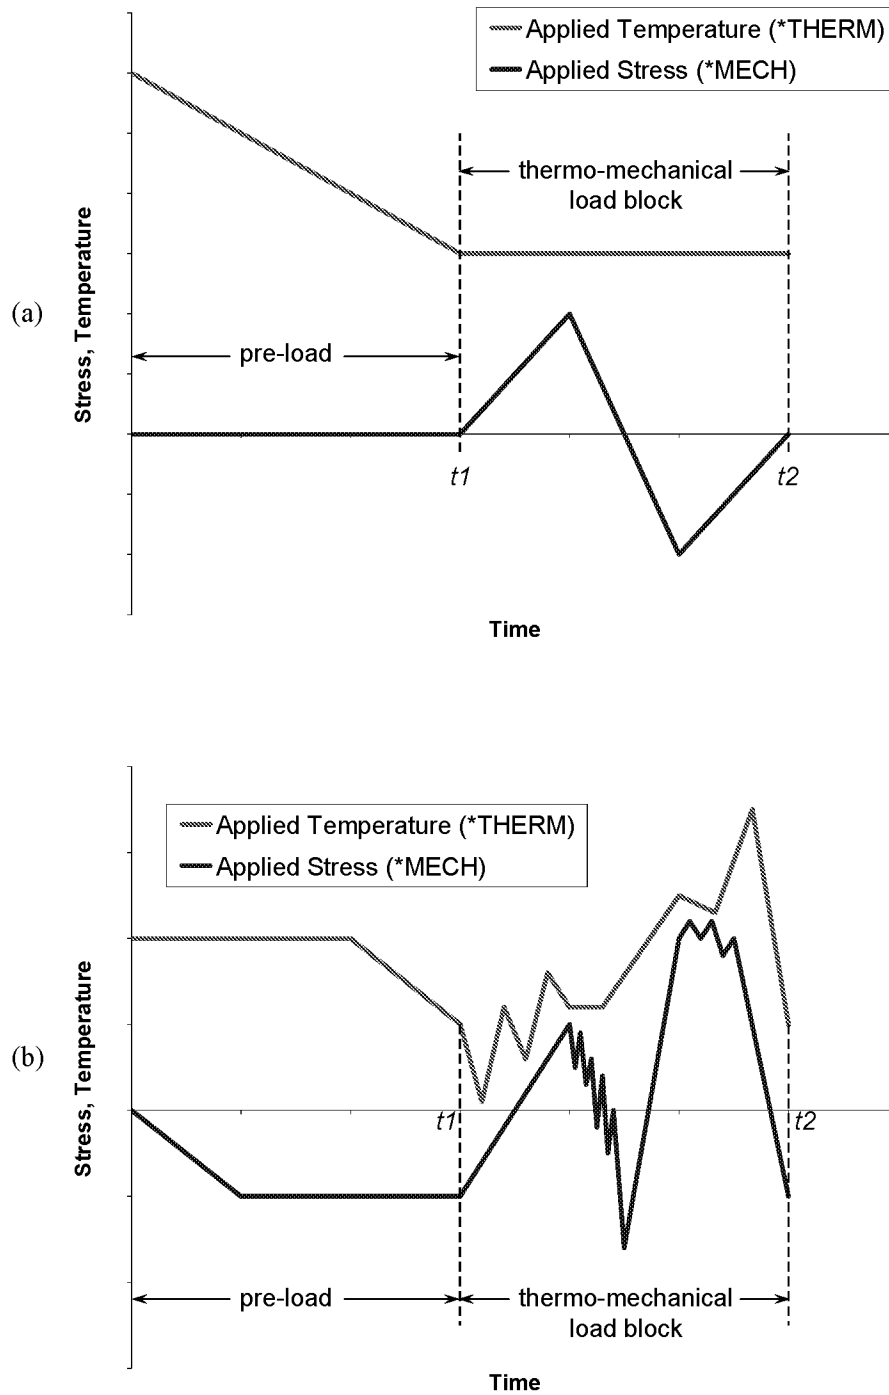 Applied Temperature (*THERM)
Applied Stress (*MECH)
thermo-mechanical
load block
(a)
Stress, Temperature
pre-load
t1
t2
Time
Applied Temperature (*THERM)
Applied Stress (*MECH)
(b)
Stress, Temperature
t1
t2
pre-load
thermo-mechanical
load block
Time